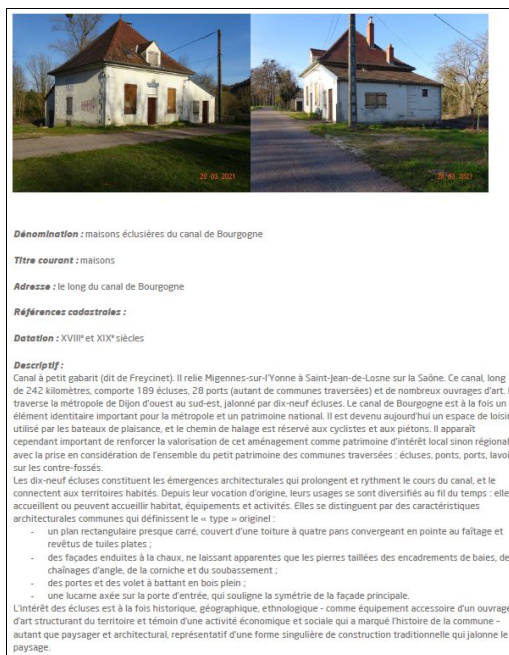 26 03 2021
26 03 2021
Dénomination : maisons éclusières du canal de Bourgogne
Titre courant : maisons
Adresse : le long du canal de Bourgogne
Références cadastrales :
Datation : XVIIIᵉ et XIXᵉ siècles
Descriptif :
Canal à petit gabarit (dit de Freycinet). Il relie Migennes-sur-l'Yonne à Saint-Jean-de-Losne sur la Saône. Ce canal, long
de 242 kilomètres, comporte 189 écluses, 28 ports (autant de communes traversées) et de nombreux ouvrages d'art.
traverse la métropole de Dijon d'ouest au sud-est, jalonné par dix-neuf écluses. Le canal de Bourgogne est à la fois un
élément identitaire important pour la métropole et un patrimoine national. Il est devenu aujourd'hui un espace de loisir
utilisé par les bateaux de plaisance, et le chemin de halage est réservé aux cyclistes et aux piétons. Il apparaît
cependant important de renforcer la valorisation de cet aménagement comme patrimoine d'intérêt local sinon régional
avec la prise en considération de l'ensemble du petit patrimoine des communes traversées : écluses, ponts, ports, lavoi
sur les contre-fossés.
Les dix-neuf écluses constituent les émergences architecturales qui prolongent et rythment le cours du canal, et le
connectent aux territoires habités. Depuis leur vocation d'origine, leurs usages se sont diversifiés au fil du temps : elle
accueillent ou peuvent accueillir habitat, équipements et activités. Elles se distinguent par des caractéristiques
architecturales communes qui définissent le « type » originel :
- un plan rectangulaire presque carré, couvert d'une toiture à quatre pans convergeant en pointe au faîtage et
revêtus de tuiles plates ;
- des façades enduites à la chaux, ne laissant apparentes que les pierres taillées des encadrements de baies, de
chaînages d'angle, de la corniche et du soubassement ;
- des portes et des volet à battant en bois plein ;
- une lucarne axée sur la porte d'entrée, qui souligne la symétrie de la façade principale.
L'intérêt des écluses est à la fois historique, géographique, ethnologique - comme équipement accessoire d'un ouvrage
d'art structurant du territoire et témoin d'une activité économique et sociale qui a marqué l'histoire de la commune -
autant que paysager et architectural, représentatif d'une forme singulière de construction traditionnelle qui jalonne le
paysage.